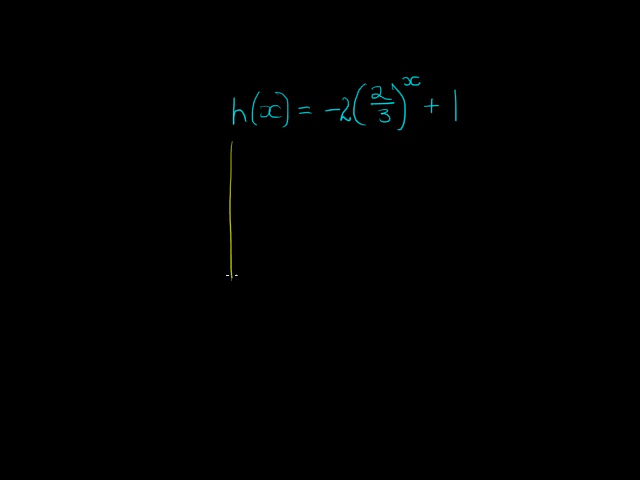 h(x) = -2(2/3)^x + 1